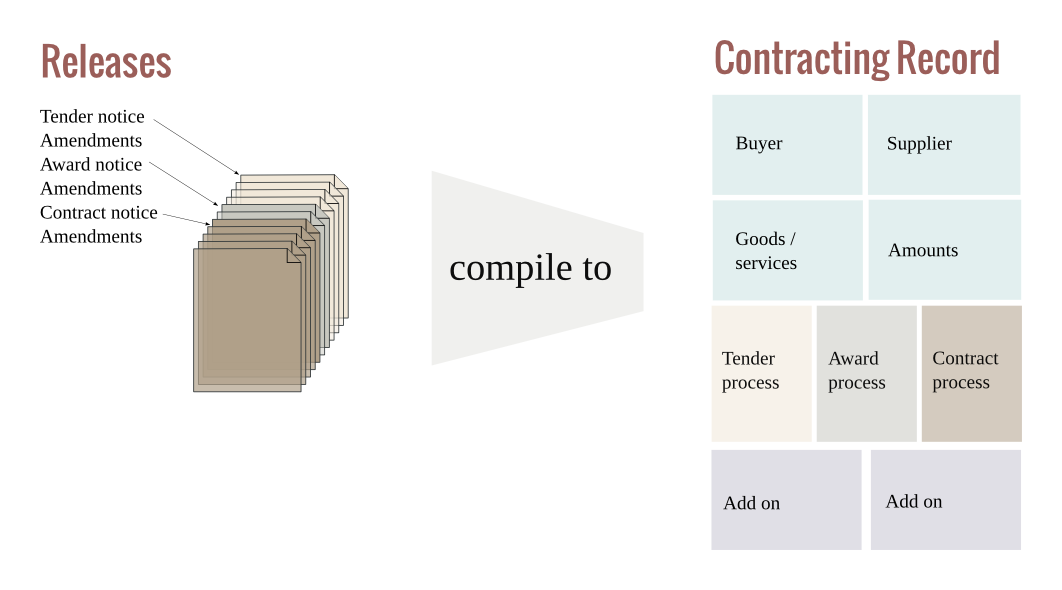 Releases
Tender notice
Amendments
Award notice
Amendments
Contract notice
Amendments
compile to
Contracting Record
Buyer
Supplier
Goods /
services
Amounts
Tender
process
Award
process
Contract
process
Add on
Add on